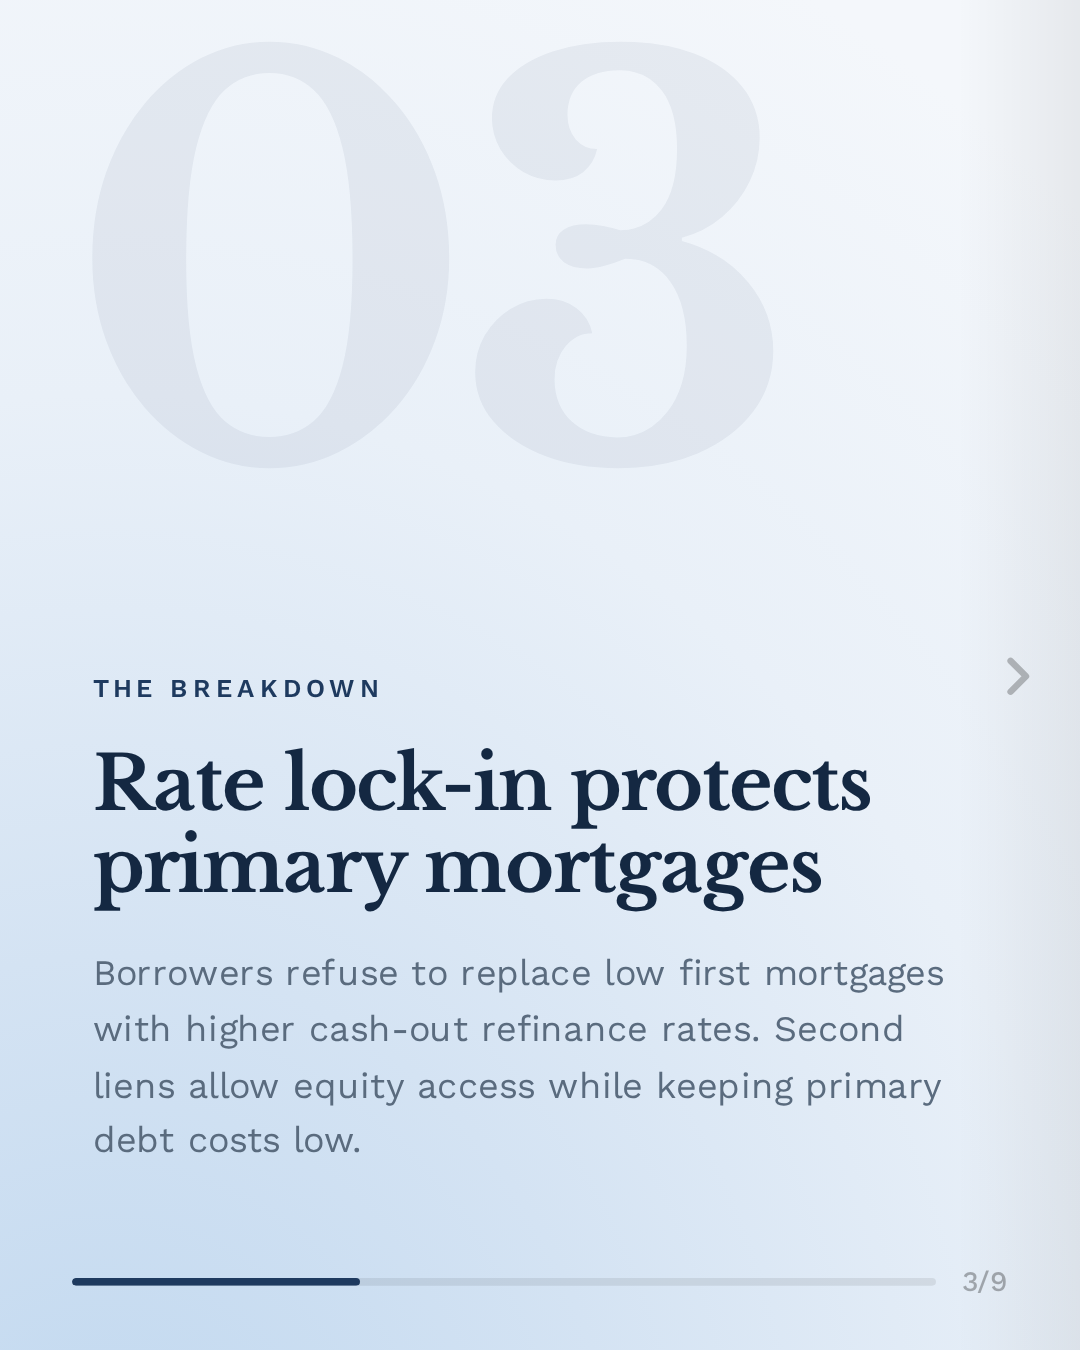 03
THE BREAKDOWN
Rate lock-in protects
primary mortgages
Borrowers refuse to replace low first mortgages
with higher cash-out refinance rates. Second
liens allow equity access while keeping primary
debt costs low.
3/9